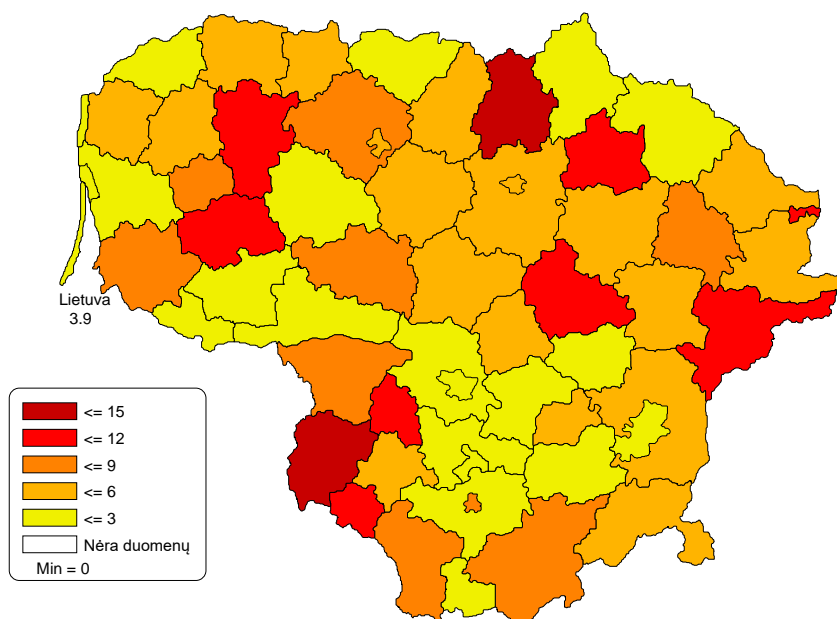 Lietuva
3.9
<= 15
<= 12
<= 9
<= 6
<= 3
Nėra duomenų
Min = 0